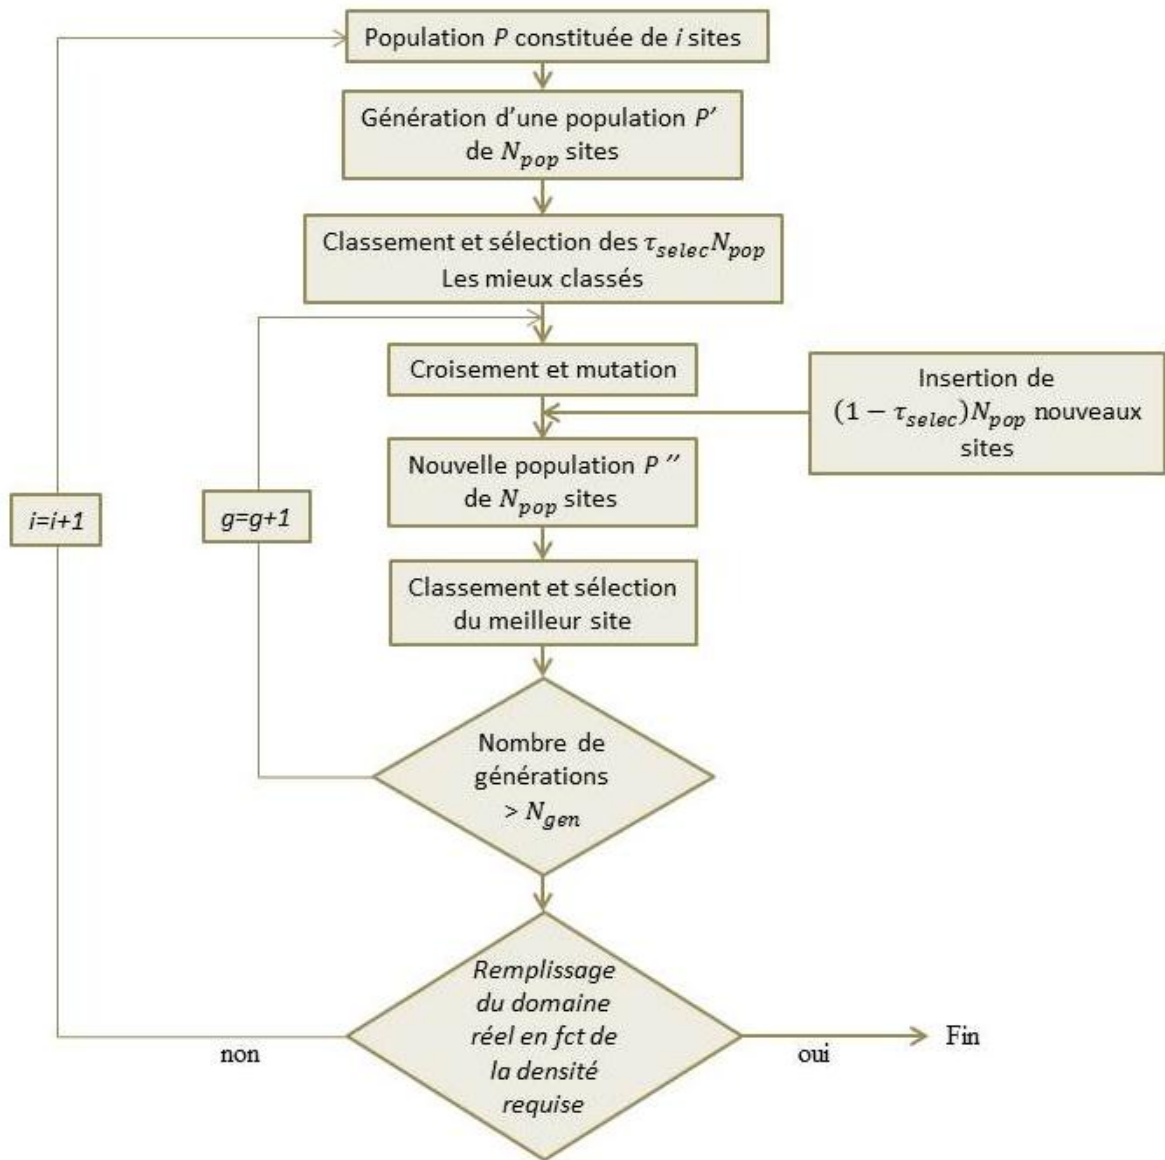 Population P constituée de i sites
Génération d'une population P'
de N_pop sites
Classement et sélection des τ_selec N_pop
Les mieux classés
Croisement et mutation
Insertion de
(1 − τ_selec)N_pop nouveaux
sites
Nouvelle population P ′′
de N_pop sites
i=i+1
g=g+1
Classement et sélection
du meilleur site
Nombre de
générations
> N_gen
Remplissage
du domaine
réel en fct de
la densité
requise
non
oui
Fin